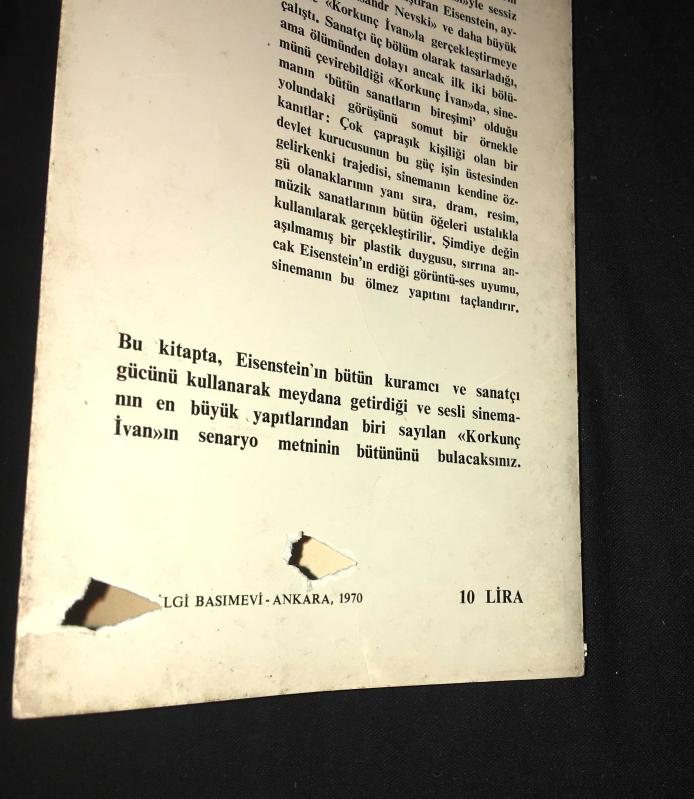 yle sessiz
tıran Eisenstein, ay-
sandr Nevski» ve daha büyük
«Korkunç İvan»la gerçekleştirmeye
çalıştı. Sanatçı üç bölüm olarak tasarladığı,
ama ölümünden dolayı ancak ilk iki bölü-
münü çevirebildiği «Korkunç İvan»da, sine-
manın 'bütün sanatların bireşimi' olduğu
yolundaki görüşünü somut bir örnekle
kanıtlar: Çok çapraşık kişiliği olan bir
devlet kurucusunun bu güç işin üstesinden
gelirkenki trajedisi, sinemanın kendine öz-
gü olanaklarının yanı sıra, dram, resim,
müzik sanatlarının bütün öğeleri ustalıkla
kullanılarak gerçekleştirilir. Şimdiye değin
aşılmamış bir plastik duygusu, sırrına an-
cak Eisenstein'ın erdiği görüntü-ses uyumu,
sinemanın bu ölmez yapıtını taçlandırır.
Bu kitapta, Eisenstein'ın bütün kuramcı ve sanatçı
gücünü kullanarak meydana getirdiği ve sesli sinema-
nın en büyük yapıtlarından biri sayılan «Korkunç
İvan»ın senaryo metninin bütününü bulacaksınız.
İLGİ BASIMEVİ - ANKARA, 1970 10 LİRA